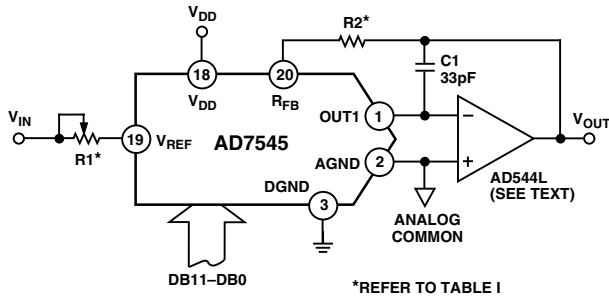 VDD
R2*
C1
33pF
18
VDD
20
RFB
VIN
R1*
19
VREF
AD7545
OUT1
1
AGND
2
DGND
3
−
+
VOUT
AD544L
(SEE TEXT)
ANALOG
COMMON
DB11–DB0
*REFER TO TABLE I